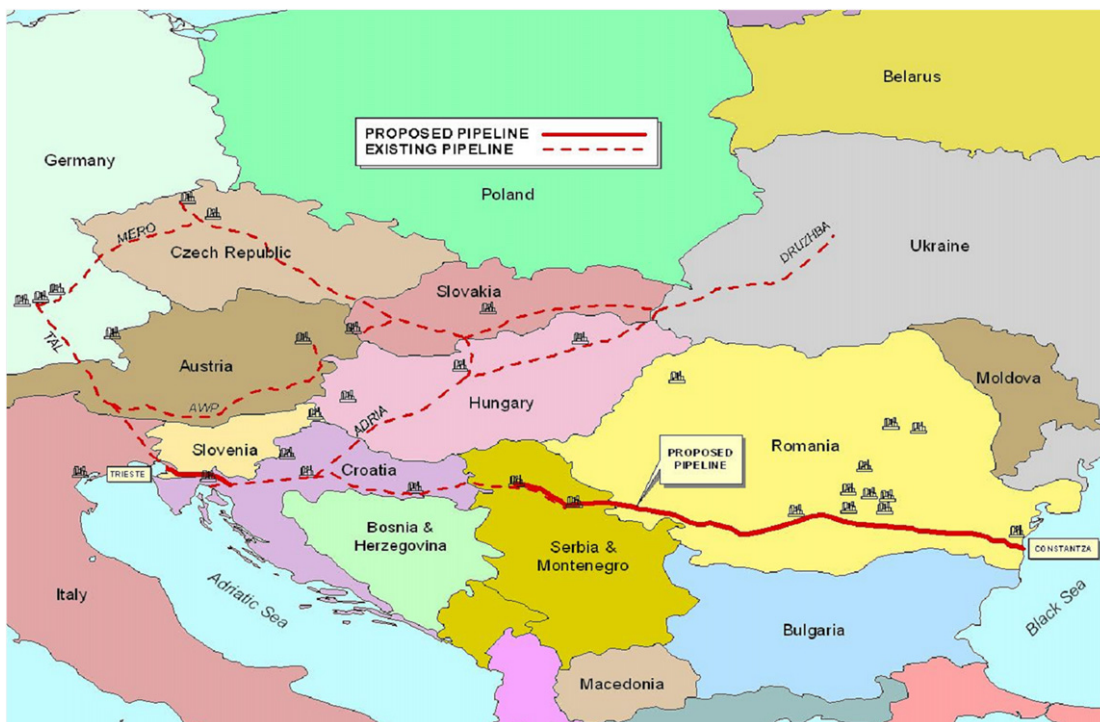 Belarus
PROPOSED PIPELINE
EXISTING PIPELINE
Germany
Poland
MERO
Czech Republic
DRUZHBA
Ukraine
Slovakia
TAL
Austria
Moldova
AWP
ADRIA
Hungary
Slovenia
PROPOSED
PIPELINE
Romania
TRIESTE
Croatia
Bosnia &
Herzegovina
Serbia &
Montenegro
CONSTANTZA
Italy
Adriatic Sea
Black Sea
Bulgaria
Macedonia